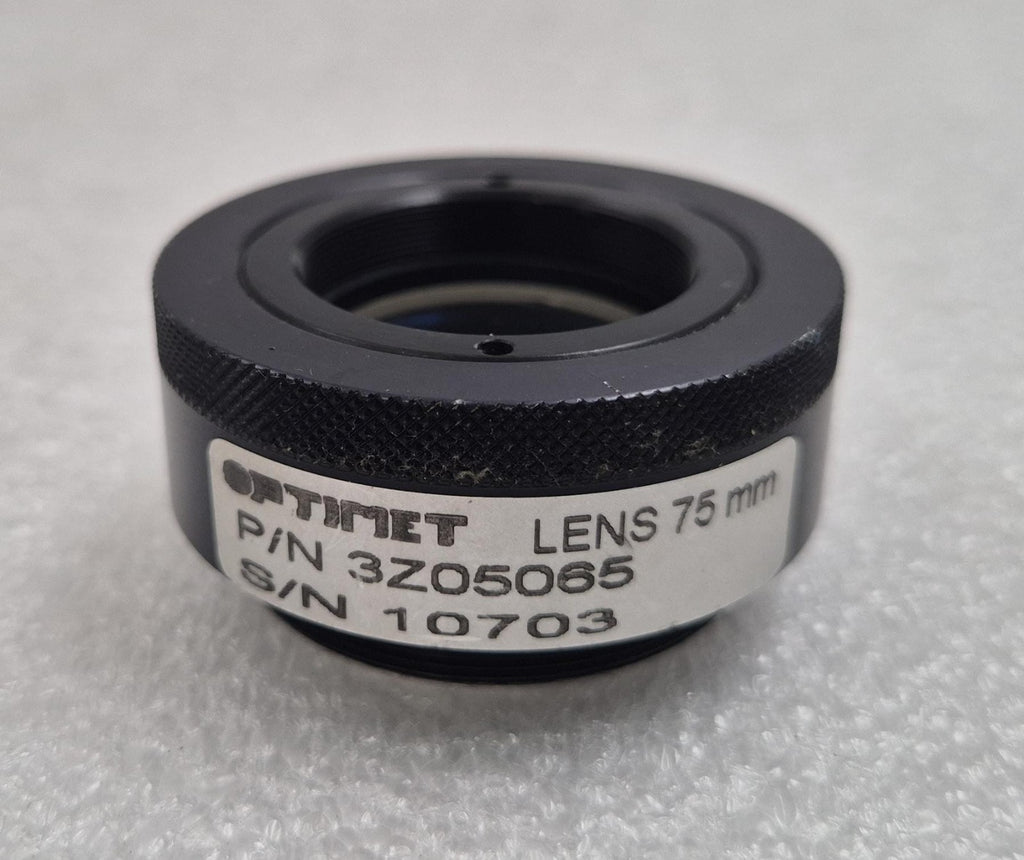 OPTIMET LENS 75 mm
P/N 3Z05065
S/N 10703